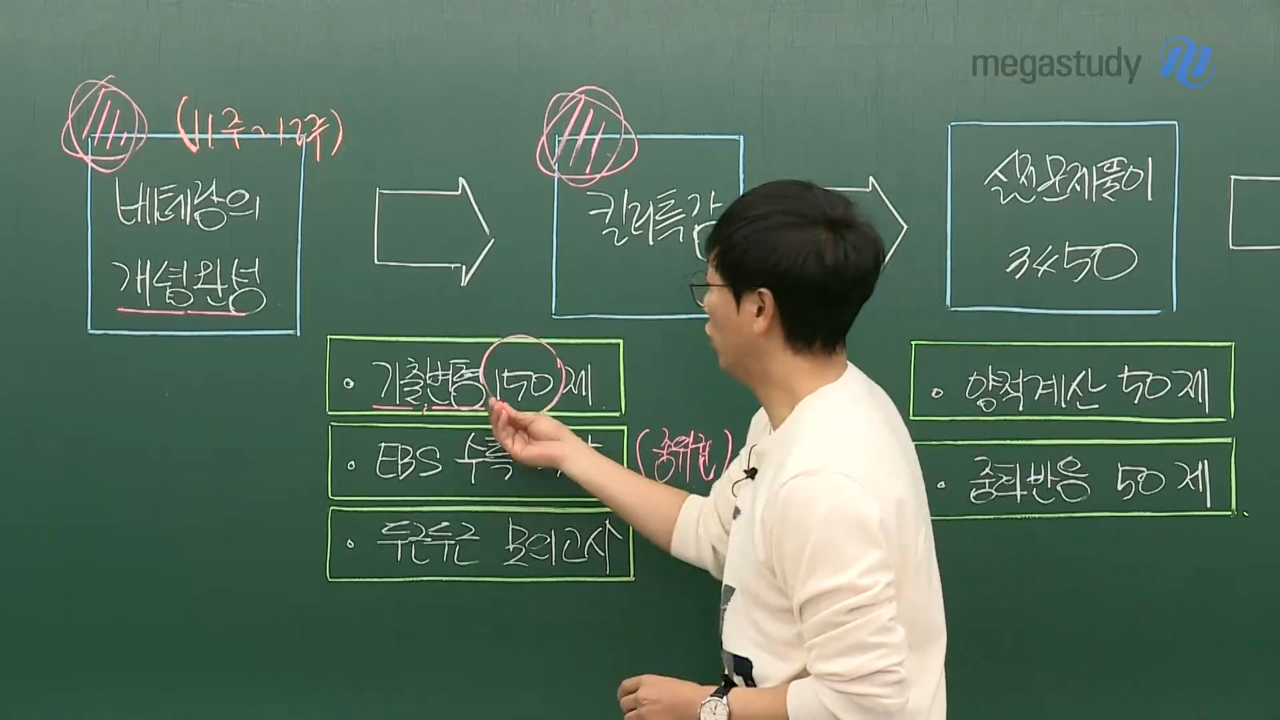 megastudy
(11주~12주)
베테랑의
개념완성
킬러특강
실전문제풀이
3450
• 기출변형 150제
• EBS 수특
(중위권)
• 두근두근 모의고사
• 양적계산 50제
• 중화반응 50제